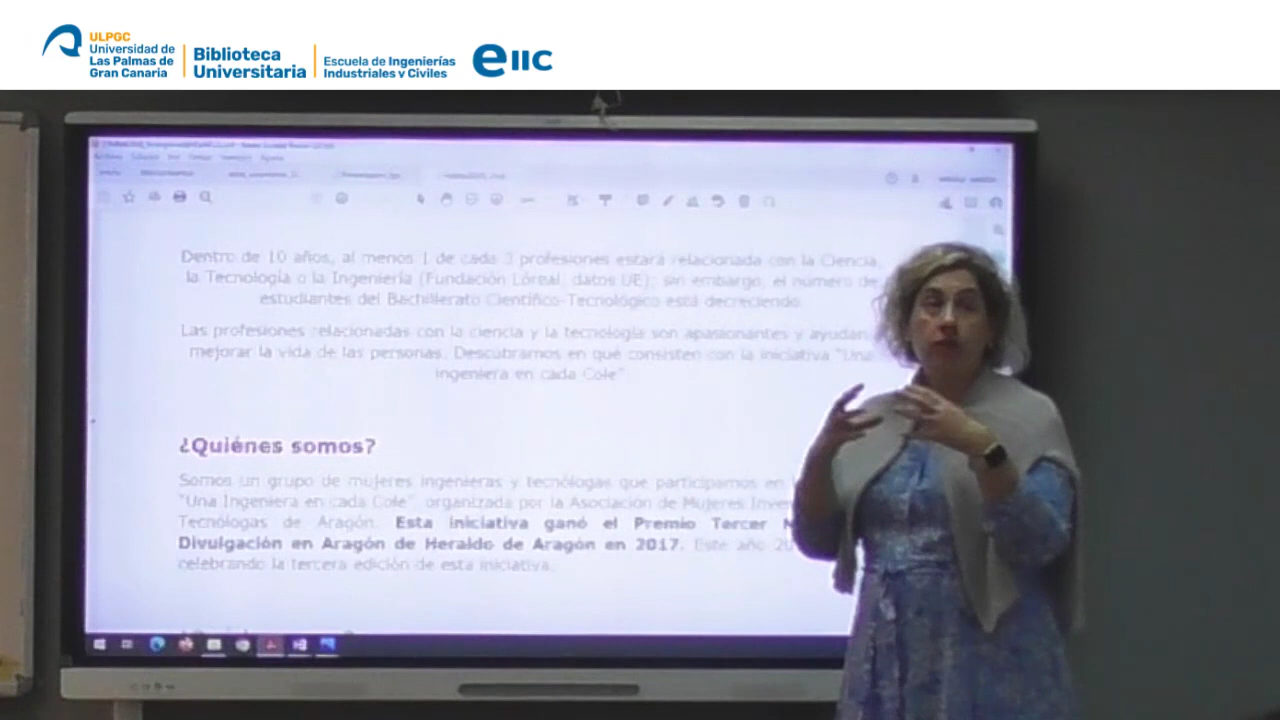 ULPGC
Universidad de
Las Palmas de
Gran Canaria
Biblioteca
Universitaria
Escuela de Ingenierías
Industriales y Civiles
eiic
Dentro de 10 años, al menos 1 de cada 3 profesiones estará relacionada con la Ciencia,
la Tecnología o la Ingeniería (Fundación Lóreal, datos UE); sin embargo, el número de
estudiantes del Bachillerato Científico-Tecnológico está decreciendo.
Las profesiones relacionadas con la ciencia y la tecnología son apasionantes y ayudan
mejorar la vida de las personas. Descubramos en qué consisten con la iniciativa "Una
ingeniera en cada Cole"
¿Quiénes somos?
Somos un grupo de mujeres ingenieras y tecnólogas que participamos en
"Una Ingeniera en cada Cole", organizada por la Asociación de Mujeres
Tecnólogas de Aragón. Esta iniciativa ganó el Premio Tercer
Divulgación en Aragón de Heraldo de Aragón en 2017. Este año
celebrando la tercera edición de esta iniciativa.